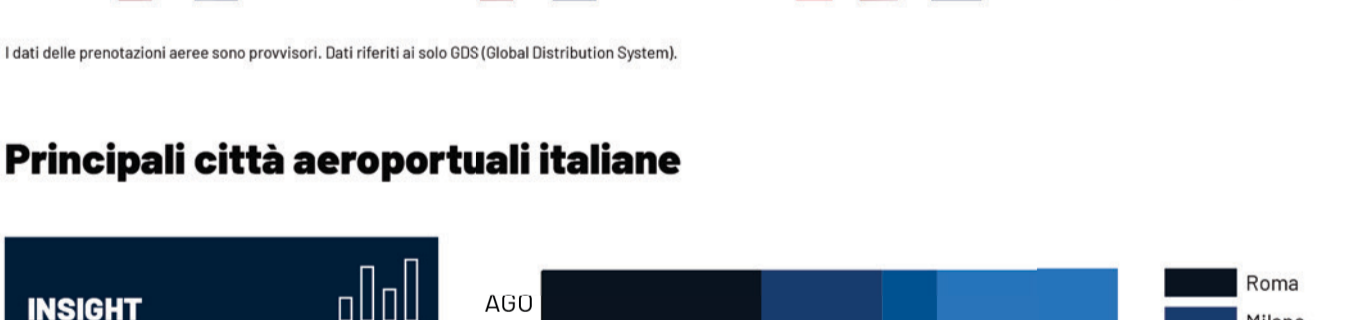 I dati delle prenotazioni aeree sono provvisori. Dati riferiti ai solo GDS (Global Distribution System).
Principali città aeroportuali italiane
INSIGHT
AGO
Roma
Milano